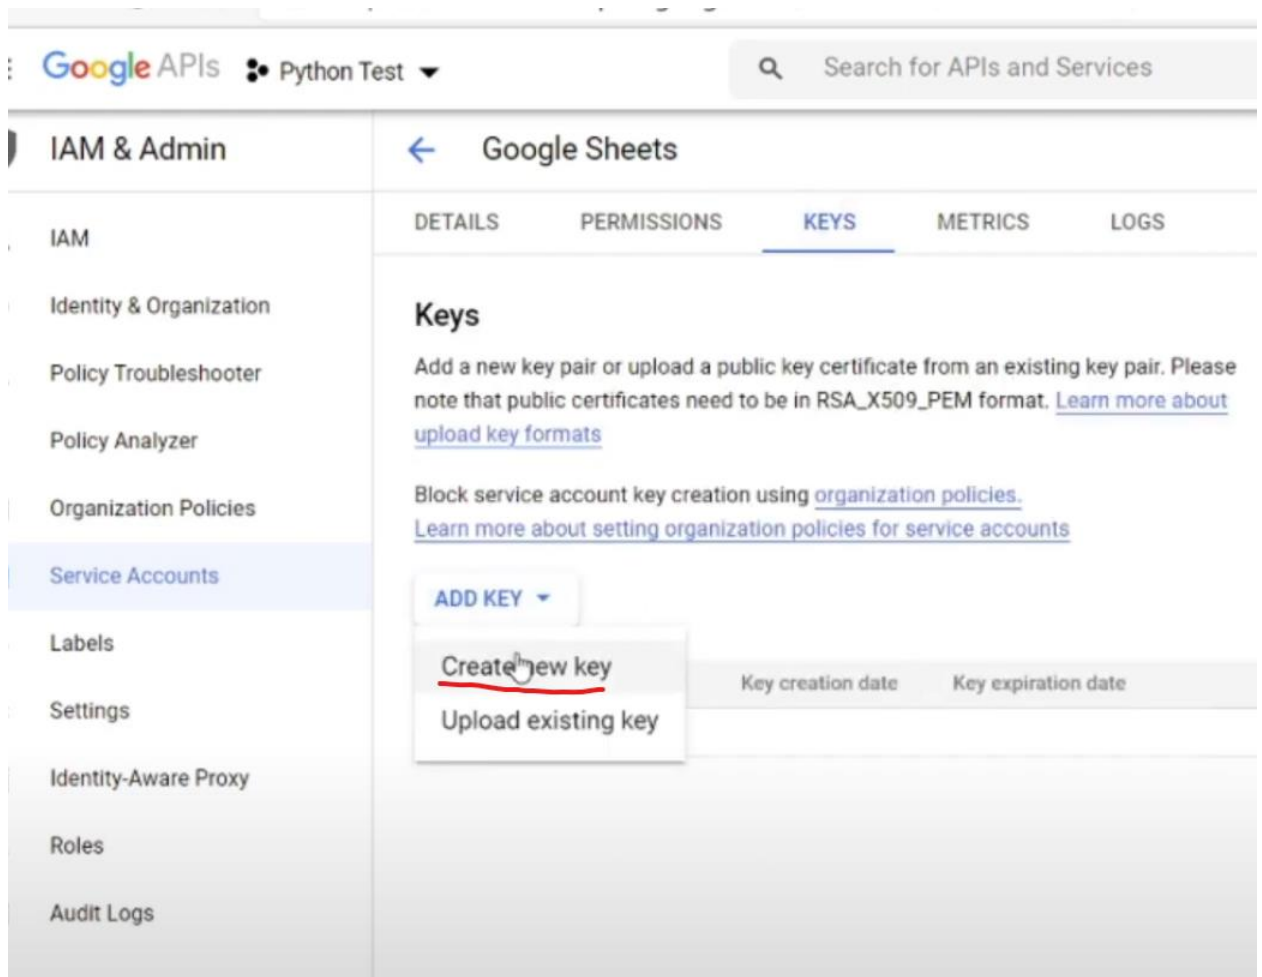 Google APIs Python Test Search for APIs and Services
IAM & Admin
Google Sheets
IAM
Identity & Organization
Policy Troubleshooter
Policy Analyzer
Organization Policies
Service Accounts
Labels
Settings
Identity-Aware Proxy
Roles
Audit Logs
DETAILS PERMISSIONS KEYS METRICS LOGS
Keys
Add a new key pair or upload a public key certificate from an existing key pair. Please
note that public certificates need to be in RSA_X509_PEM format. Learn more about
upload key formats
Block service account key creation using organization policies.
Learn more about setting organization policies for service accounts
ADD KEY
Create new key
Upload existing key
Key creation date Key expiration date